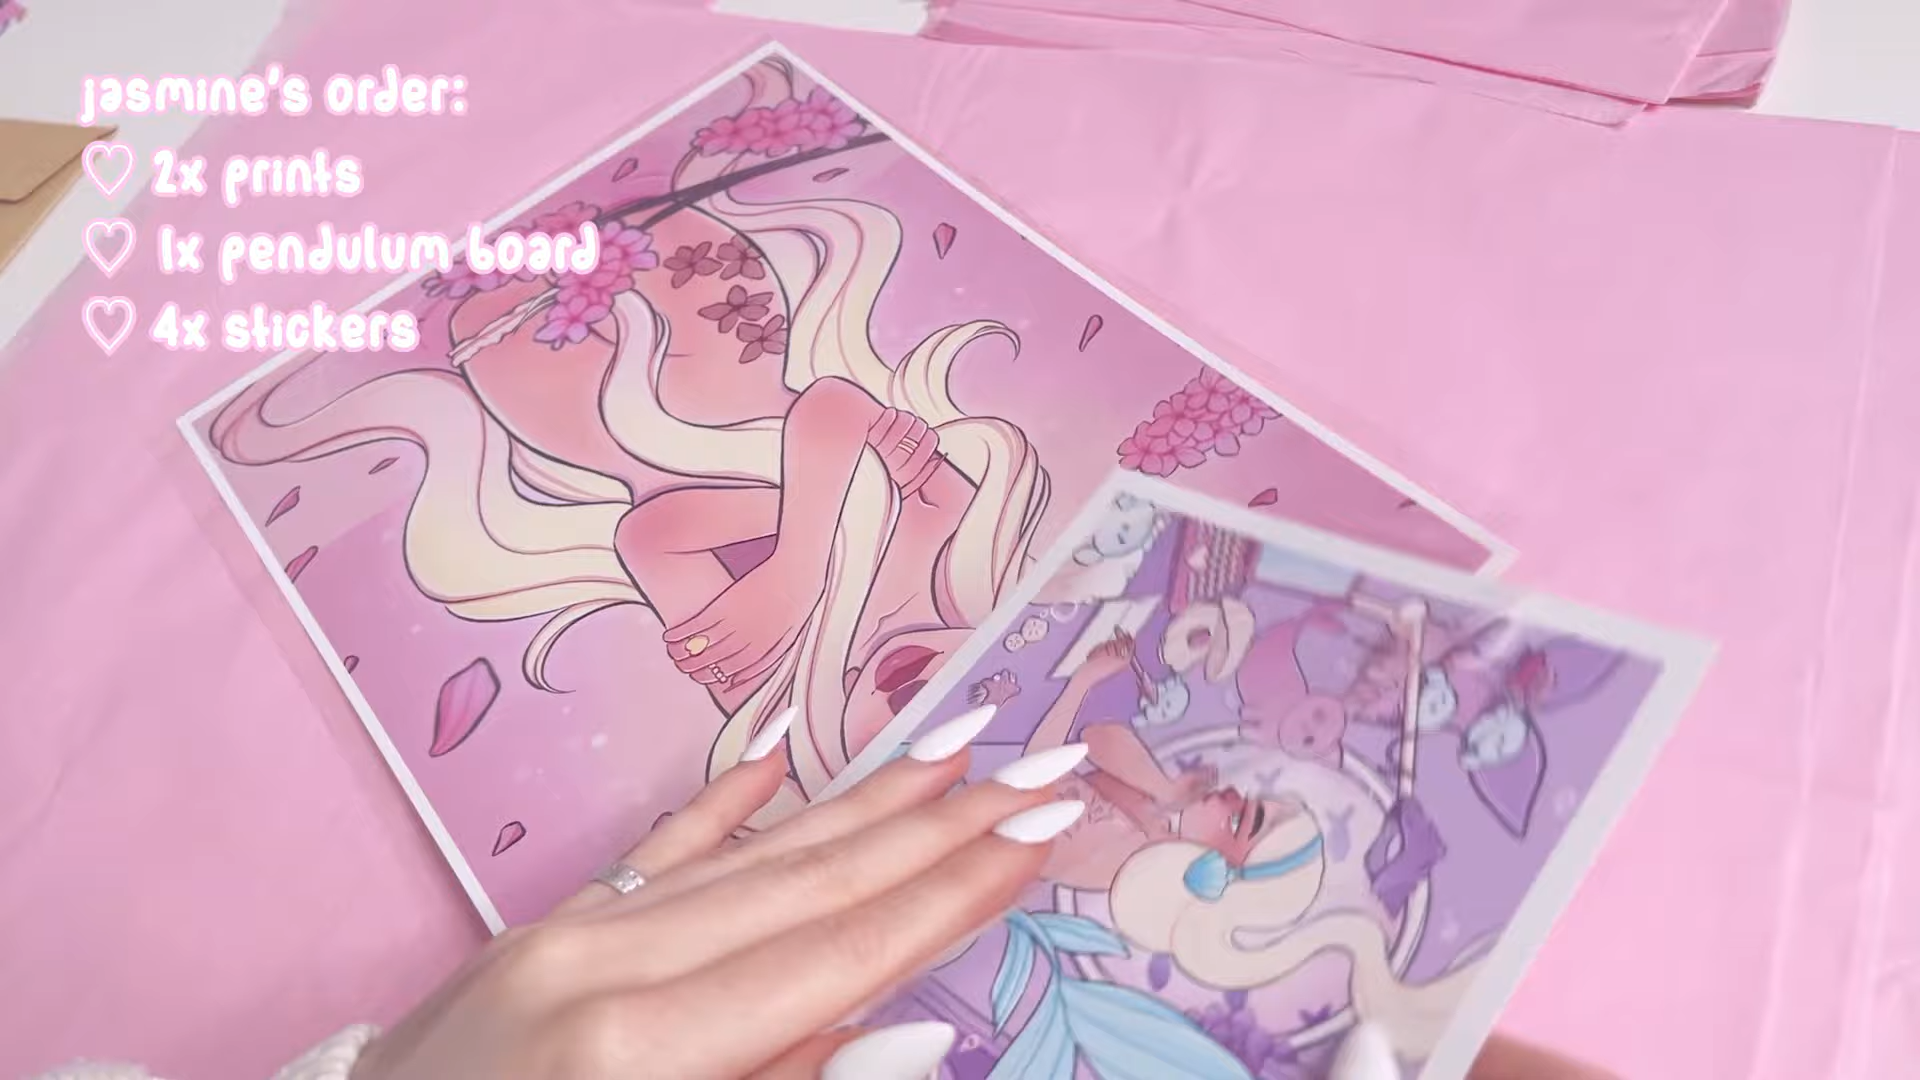 jasmine's order:
♡ 2x prints
♡ 1x pendulum board
♡ 4x stickers